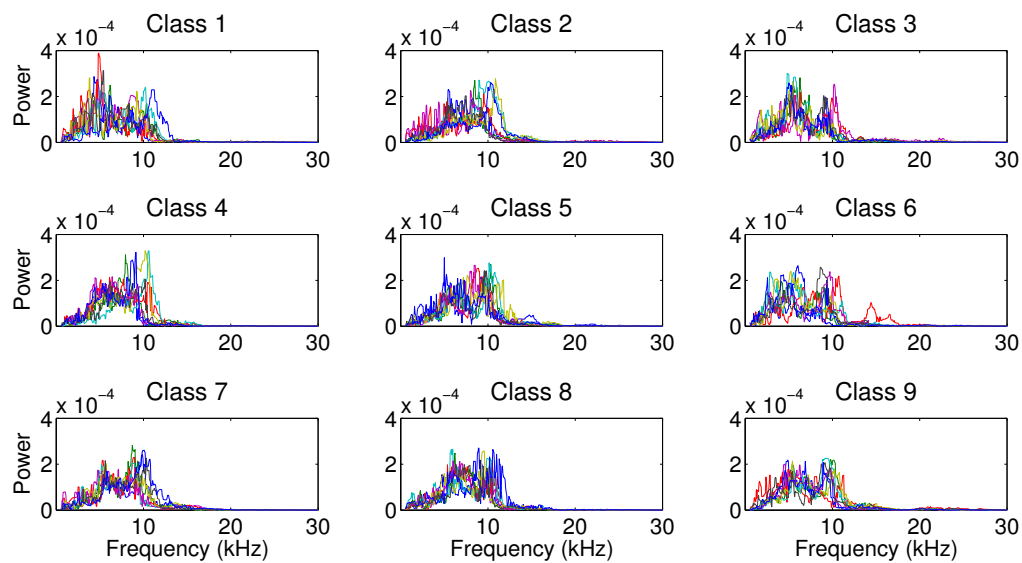 Class 1 Class 2 Class 3
x 10⁻⁴ x 10⁻⁴ x 10⁻⁴
4 4 4
Power
2 2 2
0 0 0
10 20 30 10 20 30 10 20 30
Class 4 Class 5 Class 6
x 10⁻⁴ x 10⁻⁴ x 10⁻⁴
4 4 4
Power
2 2 2
0 0 0
10 20 30 10 20 30 10 20 30
Class 7 Class 8 Class 9
x 10⁻⁴ x 10⁻⁴ x 10⁻⁴
4 4 4
Power
2 2 2
0 0 0
10 20 30 10 20 30 10 20 30
Frequency (kHz) Frequency (kHz) Frequency (kHz)